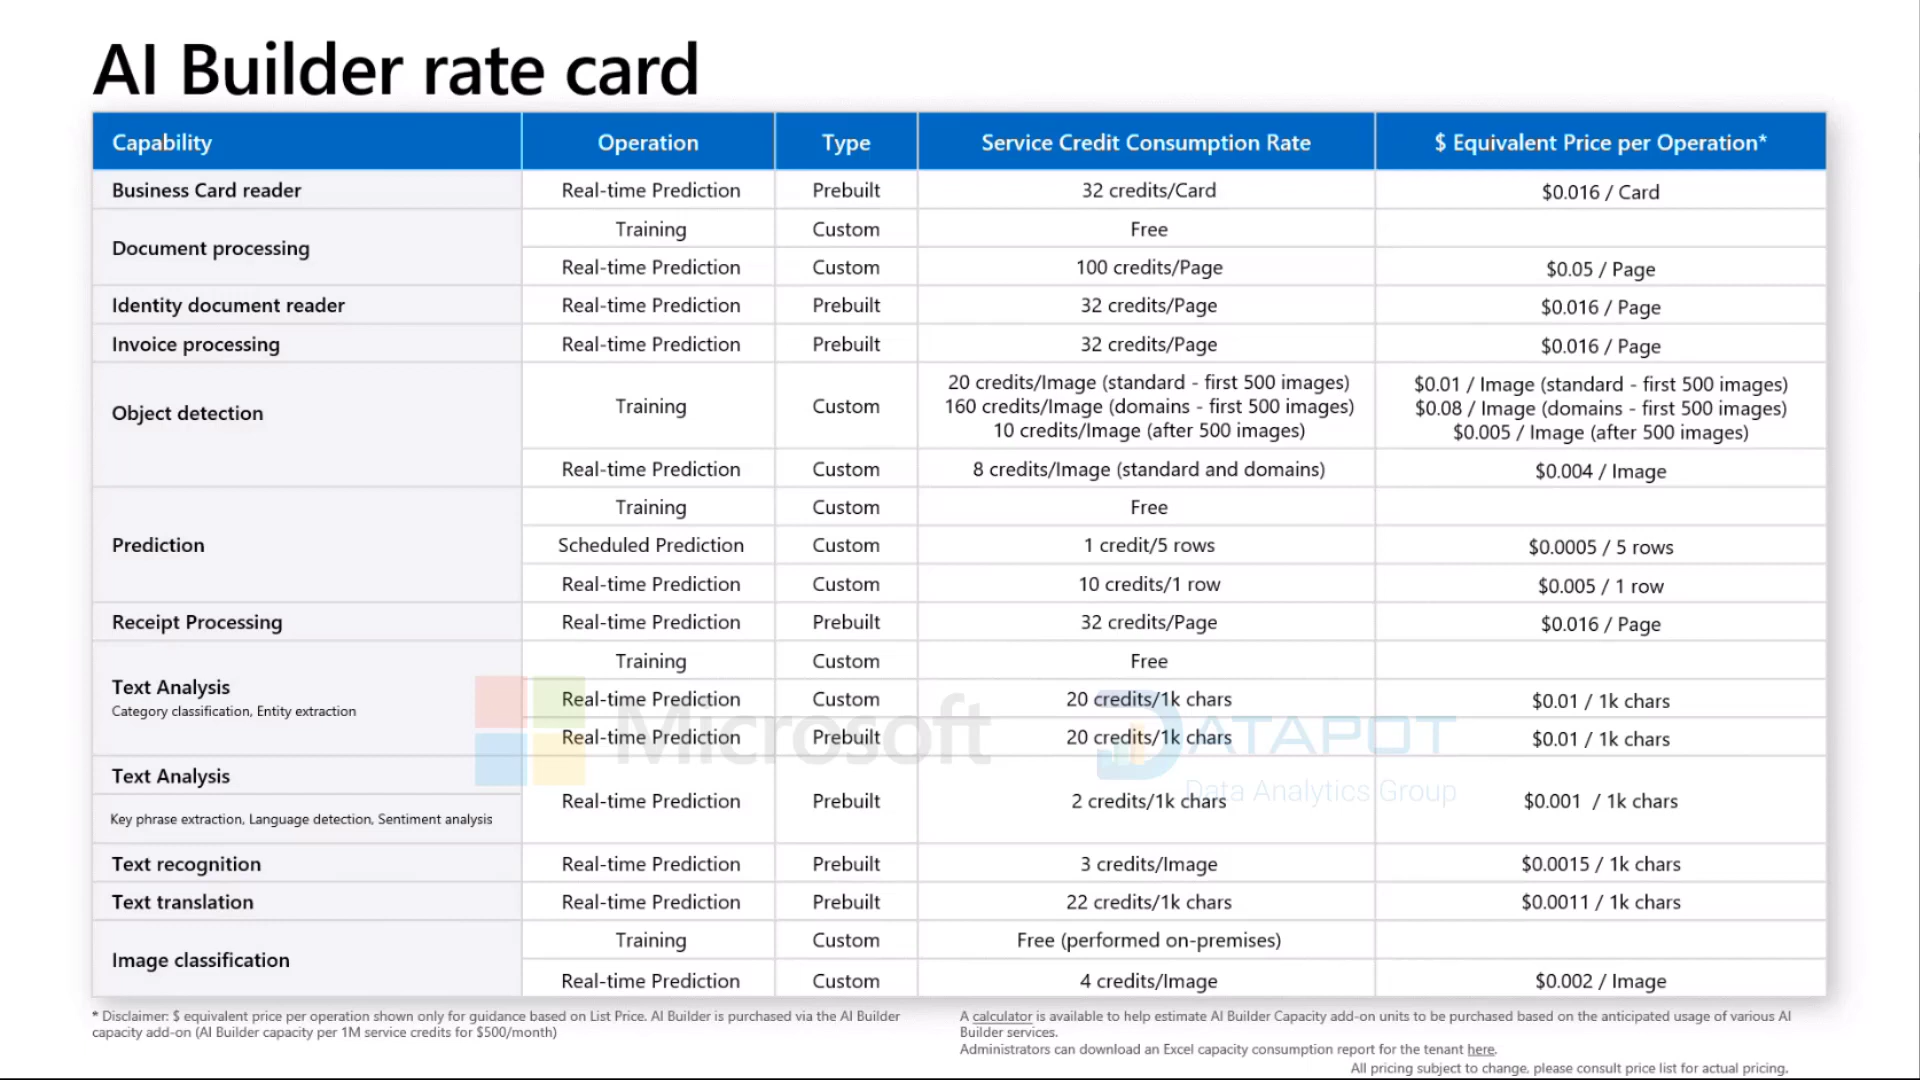 AI Builder rate card
Capability Operation Type Service Credit Consumption Rate $ Equivalent Price per Operation*
Business Card reader Real-time Prediction Prebuilt 32 credits/Card $0.016 / Card
Document processing
Training Custom Free
Real-time Prediction Custom 100 credits/Page $0.05 / Page
Identity document reader Real-time Prediction Prebuilt 32 credits/Page $0.016 / Page
Invoice processing Real-time Prediction Prebuilt 32 credits/Page $0.016 / Page
Object detection
Training Custom
20 credits/Image (standard - first 500 images)
160 credits/Image (domains - first 500 images)
10 credits/Image (after 500 images)
$0.01 / Image (standard - first 500 images)
$0.08 / Image (domains - first 500 images)
$0.005 / Image (after 500 images)
Real-time Prediction Custom 8 credits/Image (standard and domains) $0.004 / Image
Prediction
Training Custom Free
Scheduled Prediction Custom 1 credit/5 rows $0.0005 / 5 rows
Real-time Prediction Custom 10 credits/1 row $0.005 / 1 row
Receipt Processing Real-time Prediction Prebuilt 32 credits/Page $0.016 / Page
Text Analysis
Category classification, Entity extraction
Training Custom Free
Real-time Prediction Custom 20 credits/1k chars $0.01 / 1k chars
Real-time Prediction Prebuilt 20 credits/1k chars $0.01 / 1k chars
Microsoft
DATAPOT
Data Analytics Group
Text Analysis
Key phrase extraction, Language detection, Sentiment analysis
Real-time Prediction Prebuilt 2 credits/1k chars $0.001 / 1k chars
Text recognition Real-time Prediction Prebuilt 3 credits/Image $0.0015 / 1k chars
Text translation Real-time Prediction Prebuilt 22 credits/1k chars $0.0011 / 1k chars
Image classification
Training Custom Free (performed on-premises)
Real-time Prediction Custom 4 credits/Image $0.002 / Image
* Disclaimer: $ equivalent price per operation shown only for guidance based on List Price. AI Builder is purchased via the AI Builder
capacity add-on (AI Builder capacity per 1M service credits for $500/month)
A calculator is available to help estimate AI Builder Capacity add-on units to be purchased based on the anticipated usage of various AI
Builder services.
Administrators can download an Excel capacity consumption report for the tenant here.
All pricing subject to change, please consult price list for actual pricing.